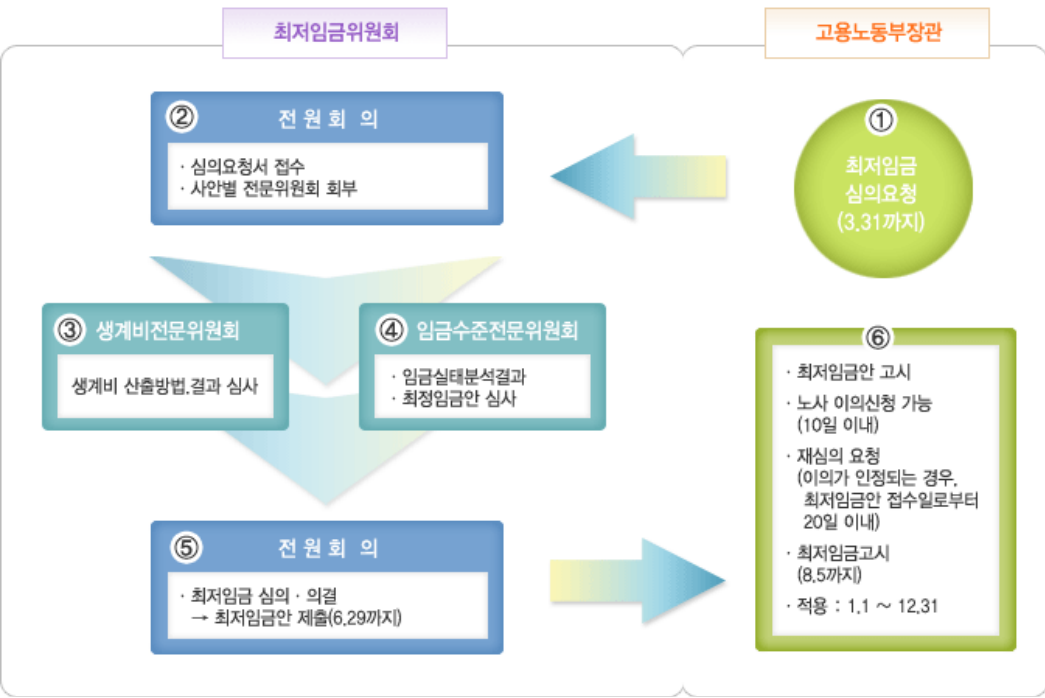 최저임금위원회
고용노동부장관
①
최저임금
심의요청
(3.31까지)
② 전원회 의
· 심의요청서 접수
· 사안별 전문위원회 회부
③ 생계비전문위원회
생계비 산출방법.결과 심사
④ 임금수준전문위원회
· 임금실태분석결과
· 최정임금안 심사
⑤ 전원회 의
· 최저임금 심의 · 의결
→ 최저임금안 제출(6.29까지)
⑥
· 최저임금안 고시
· 노사 이의신청 가능
(10일 이내)
· 재심의 요청
(이의가 인정되는 경우,
최저임금안 접수일로부터
20일 이내)
· 최저임금고시
(8.5까지)
· 적용 : 1.1 ~ 12.31